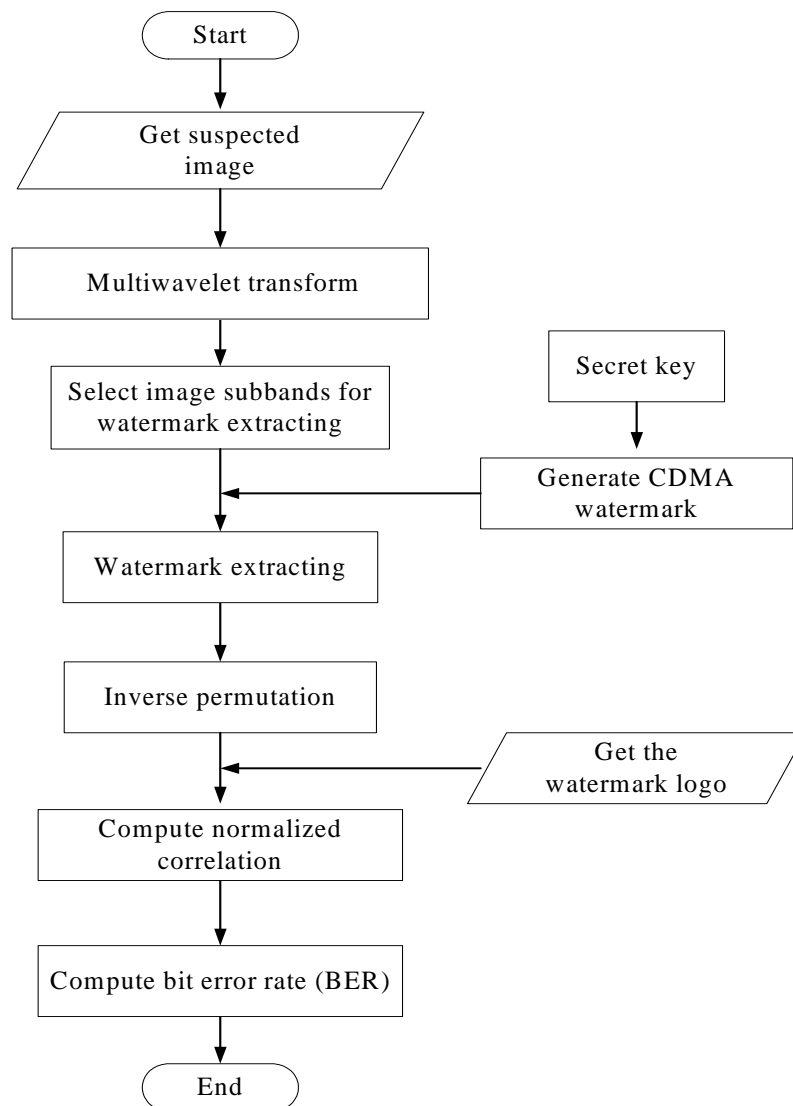 Start
Get suspected
image
Multiwavelet transform
Select image subbands for
watermark extracting
Secret key
Generate CDMA
watermark
Watermark extracting
Inverse permutation
Get the
watermark logo
Compute normalized
correlation
Compute bit error rate (BER)
End